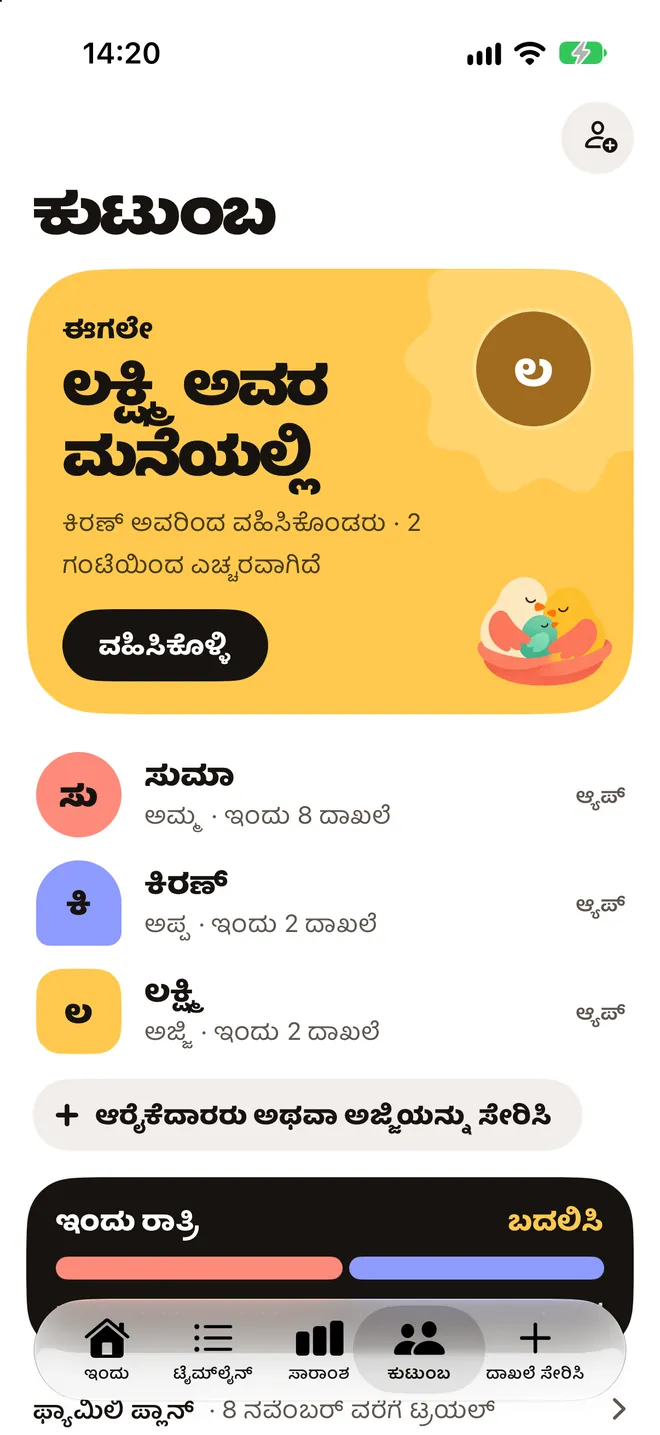 14:20
ಕುಟುಂಬ
ಈಗಲೇ
ಲ
ಲಕ್ಷ್ಮಿ ಅವರ
ಮನೆಯಲ್ಲಿ
ಕಿರಣ್ ಅವರಿಂದ ವಹಿಸಿಕೊಂಡರು · 2
ಗಂಟೆಯಿಂದ ಎಚ್ಚರವಾಗಿದೆ
ವಹಿಸಿಕೊಳ್ಳಿ
ಸು
ಸುಮಾ
ಅಮ್ಮ · ಇಂದು 8 ದಾಖಲೆ
ಆ್ಯಪ್
ಕಿ
ಕಿರಣ್
ಅಪ್ಪ · ಇಂದು 2 ದಾಖಲೆ
ಆ್ಯಪ್
ಲ
ಲಕ್ಷ್ಮಿ
ಅಜ್ಜಿ · ಇಂದು 2 ದಾಖಲೆ
ಆ್ಯಪ್
+ ಆರೈಕೆದಾರರು ಅಥವಾ ಅಜ್ಜಿಯನ್ನು ಸೇರಿಸಿ
ಇಂದು ರಾತ್ರಿ ಬದಲಿಸಿ
ಇಂದು ಟೈಮ್‌ಲೈನ್ ಸಾರಾಂಶ ಕುಟುಂಬ ದಾಖಲೆ ಸೇರಿಸಿ
ಫ್ಯಾಮಿಲಿ ಪ್ಲಾನ್ · 8 ನವೆಂಬರ್ ವರೆಗೆ ಟ್ರಯಲ್